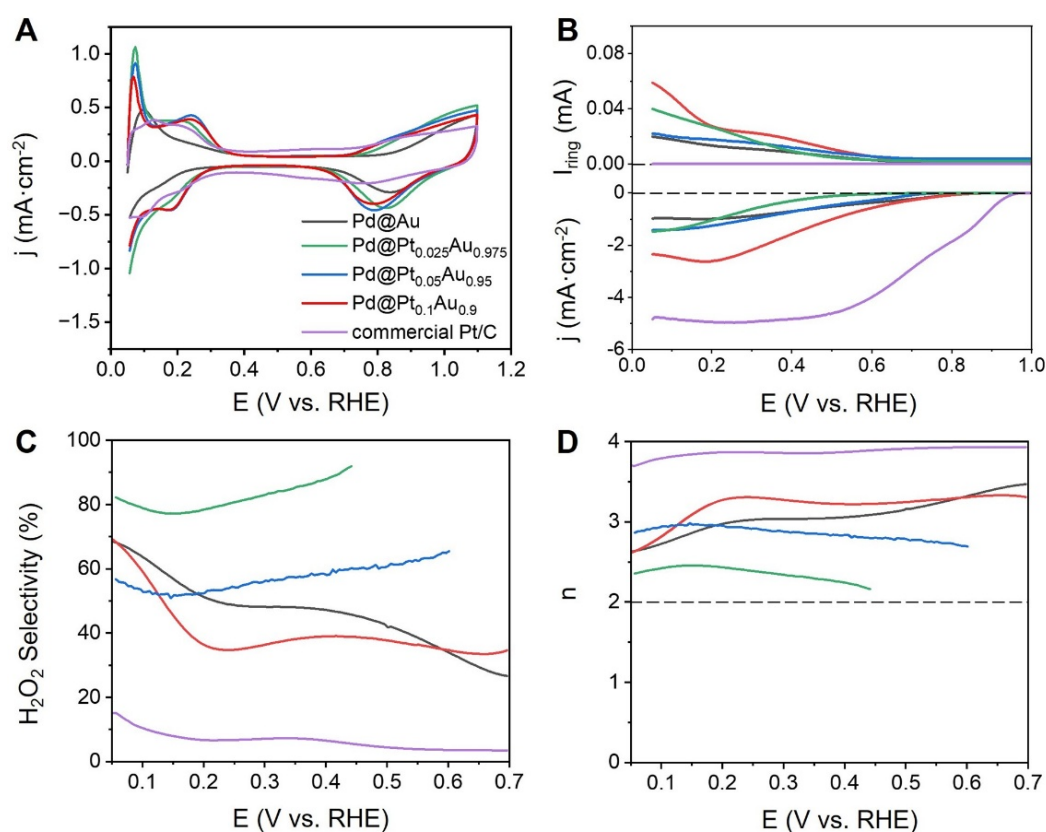 A
j (mA·cm⁻²)
1.0
0.5
0.0
−0.5
−1.0
−1.5
Pd@Au
Pd@Pt₀.₀₂₅Au₀.₉₇₅
Pd@Pt₀.₀₅Au₀.₉₅
Pd@Pt₀.₁Au₀.₉
commercial Pt/C
0.0 0.2 0.4 0.6 0.8 1.0 1.2
E (V vs. RHE)
B
I_ring (mA)
0.08
0.04
0.00
j (mA·cm⁻²)
0
-2
-4
-6
0.0 0.2 0.4 0.6 0.8 1.0
E (V vs. RHE)
C
H₂O₂ Selectivity (%)
100
80
60
40
20
0
0.1 0.2 0.3 0.4 0.5 0.6 0.7
E (V vs. RHE)
D
n
4
3
2
1
0
0.1 0.2 0.3 0.4 0.5 0.6 0.7
E (V vs. RHE)